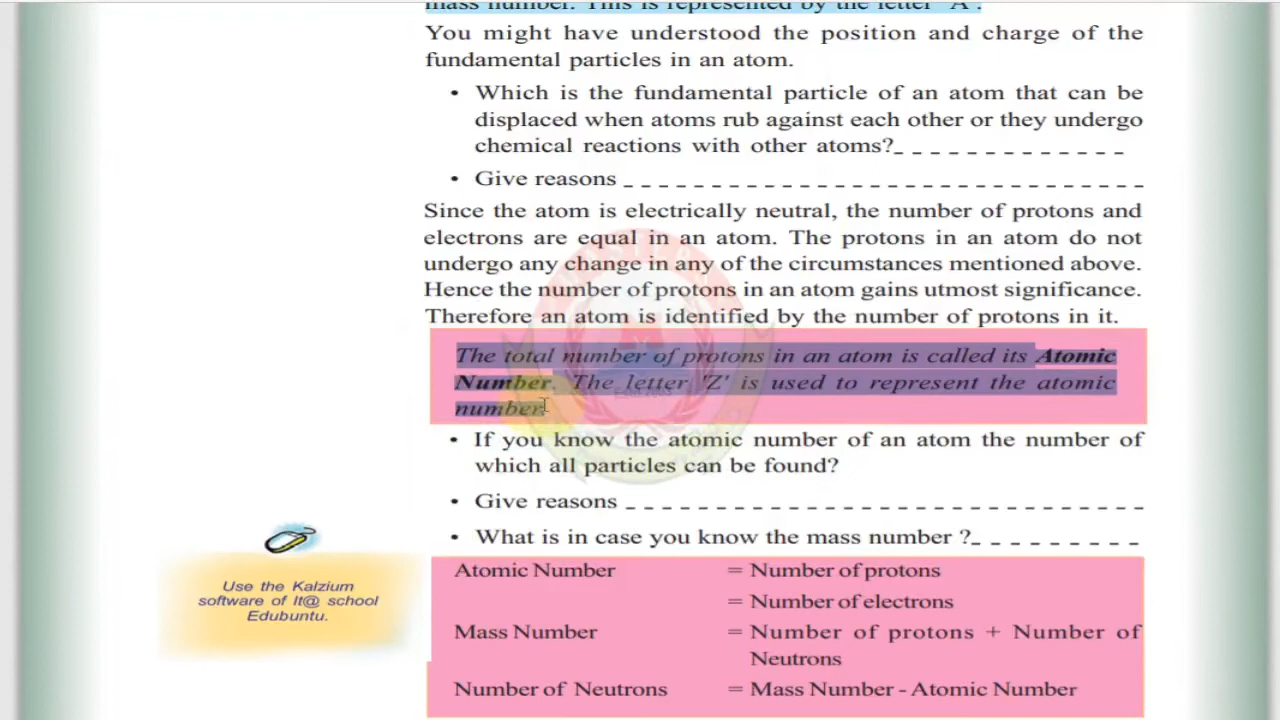 mass number. This is represented by the letter 'A'.
You might have understood the position and charge of the
fundamental particles in an atom.
• Which is the fundamental particle of an atom that can be
displaced when atoms rub against each other or they undergo
chemical reactions with other atoms?_ _ _ _ _ _ _ _ _ _ _ _ _
• Give reasons _ _ _ _ _ _ _ _ _ _ _ _ _ _ _ _ _ _ _ _ _ _ _ _ _ _ _ _ _ _
Since the atom is electrically neutral, the number of protons and
electrons are equal in an atom. The protons in an atom do not
undergo any change in any of the circumstances mentioned above.
Hence the number of protons in an atom gains utmost significance.
Therefore an atom is identified by the number of protons in it.
The total number of protons in an atom is called its Atomic
Number. The letter 'Z' is used to represent the atomic
number.
• If you know the atomic number of an atom the number of
which all particles can be found?
• Give reasons _ _ _ _ _ _ _ _ _ _ _ _ _ _ _ _ _ _ _ _ _ _ _ _ _ _ _ _ _
• What is in case you know the mass number ?_ _ _ _ _ _ _ _ _ _
Use the Kalzium
software of It@ school
Edubuntu.
Atomic Number = Number of protons
= Number of electrons
Mass Number = Number of protons + Number of
Neutrons
Number of Neutrons = Mass Number - Atomic Number